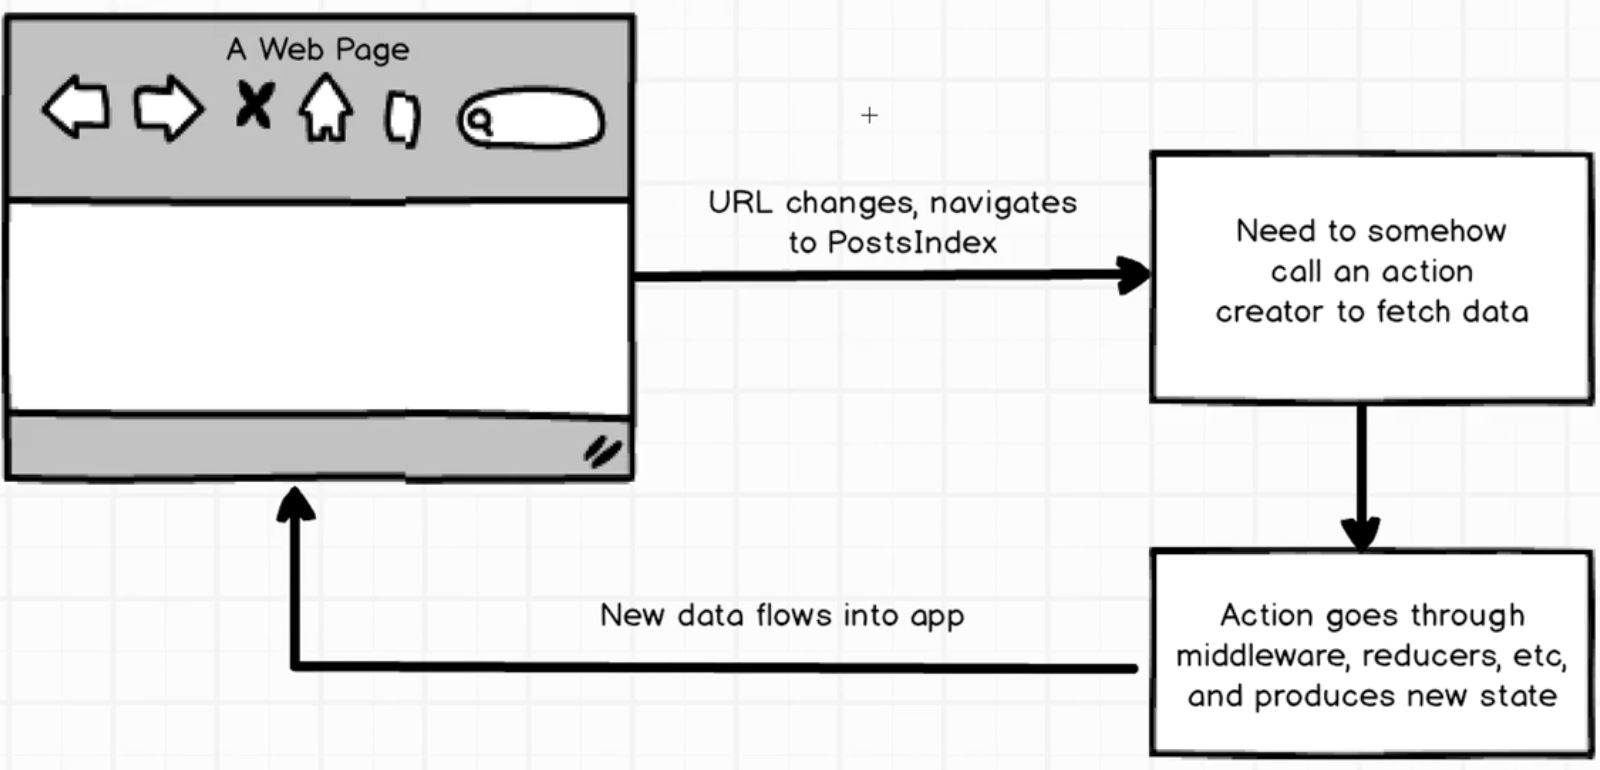 A Web Page
URL changes, navigates
to PostsIndex
Need to somehow
call an action
creator to fetch data
Action goes through
middleware, reducers, etc,
and produces new state
New data flows into app